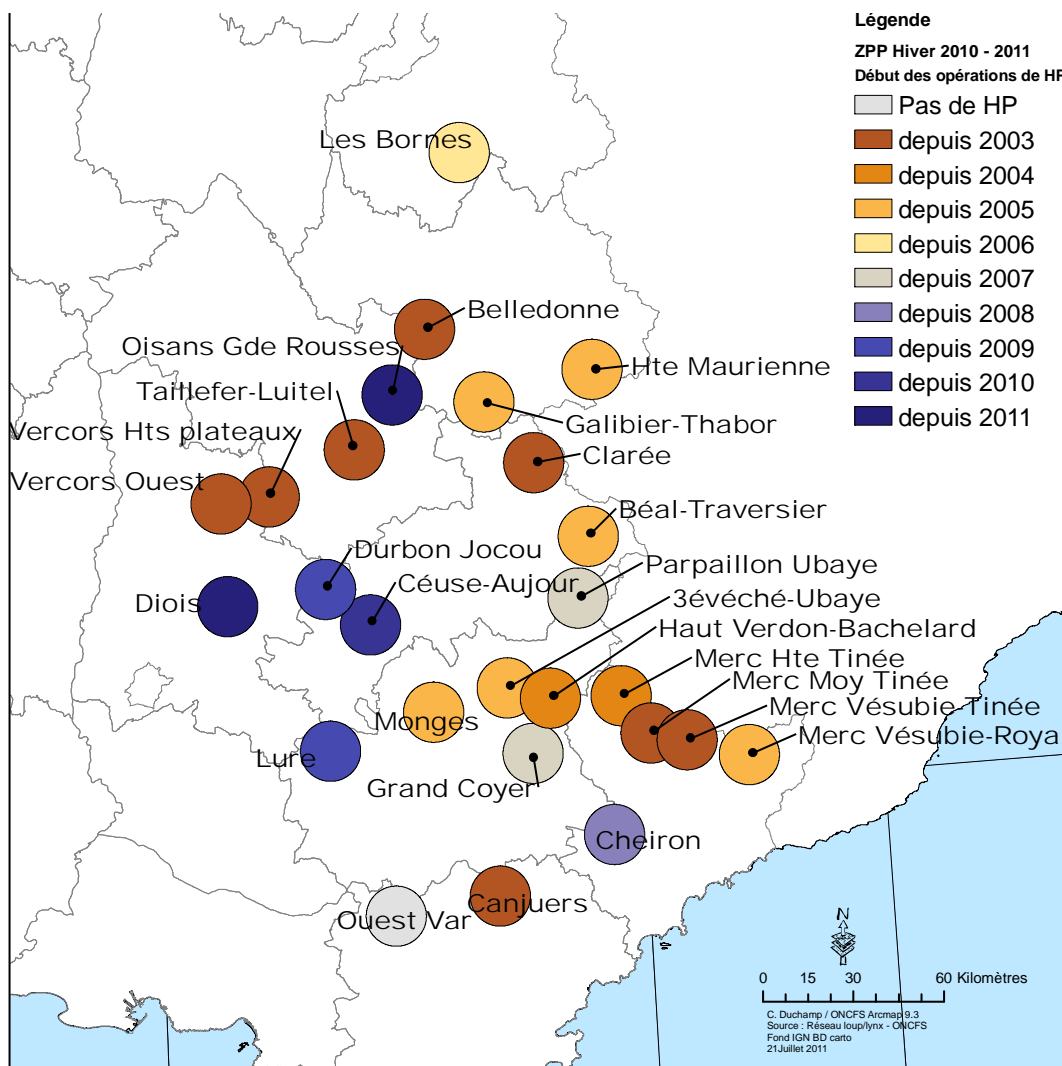 Légende
ZPP Hiver 2010 - 2011
Début des opérations de HP
Pas de HP
depuis 2003
depuis 2004
depuis 2005
depuis 2006
depuis 2007
depuis 2008
depuis 2009
depuis 2010
depuis 2011
Les Bornes
Belledonne
Oisans Gde Rousses
Hte Maurienne
Taillefer-Luitel
Galibier-Thabor
Vercors Hts plateaux
Clarée
Vercors Ouest
Béal-Traversier
Durbon Jocou
Parpaillon Ubaye
Céuse-Aujour
Diois
3évéché-Ubaye
Haut Verdon-Bachelard
Merc Hte Tinée
Merc Moy Tinée
Merc Vésubie-Tinée
Monges
Merc Vésubie-Roya
Lure
Grand Coyer
Cheiron
Canjuers
Ouest Var
N
0 15 30 60 Kilomètres
C. Duchamp / ONCFS Arcmap 9.3
Source : Réseau loup/lynx - ONCFS
Fond IGN BD carto
21Juillet 2011